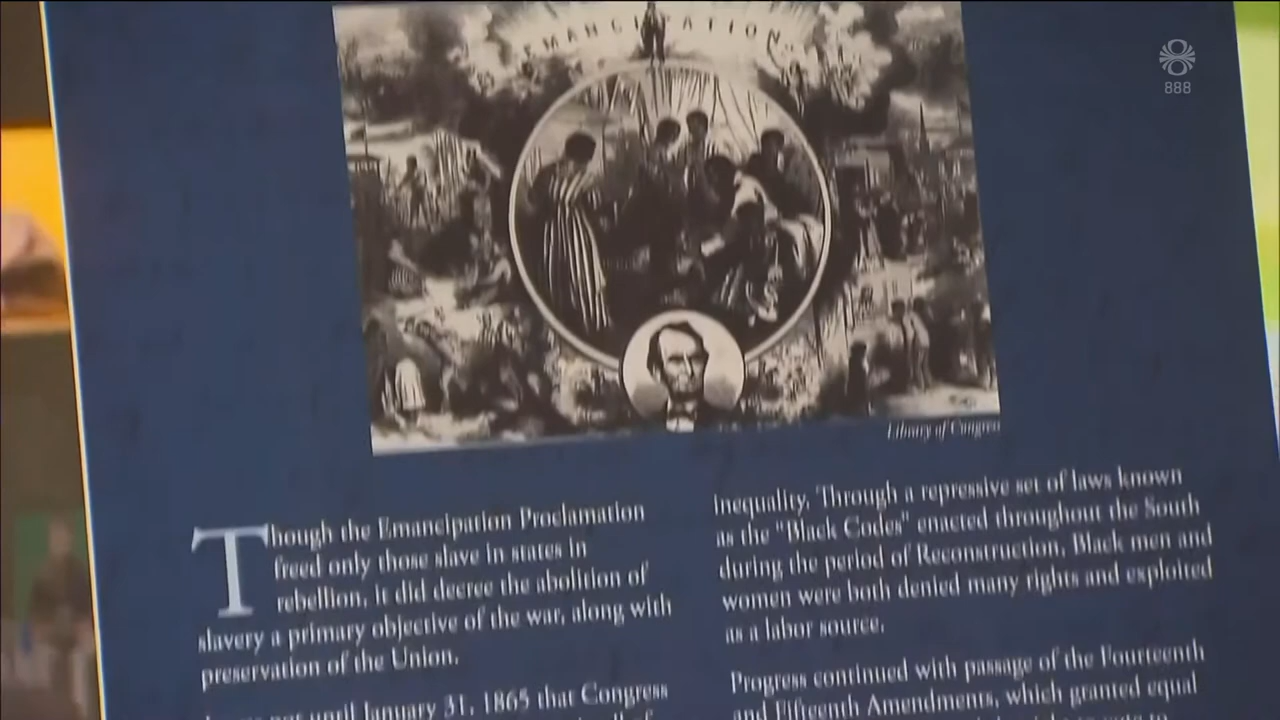 EMANCIPATION
888
Library of Congress
Though the Emancipation Proclamation
freed only those slave in states in
rebellion, it did decree the abolition of
slavery a primary objective of the war, along with
preservation of the Union.
not until January 31, 1865 that Congress
inequality. Through a repressive set of laws known
as the "Black Codes" enacted throughout the South
during the period of Reconstruction, Black men and
women were both denied many rights and exploited
as a labor source.
Progress continued with passage of the Fourteenth
and Fifteenth Amendments, which granted equal